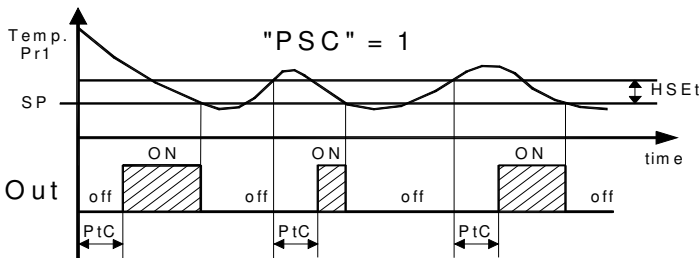 Temp.
Pr1
"PSC" = 1
HSEt
SP
ON
ON
ON
time
Out
off
off
off
off
PtC
PtC
PtC